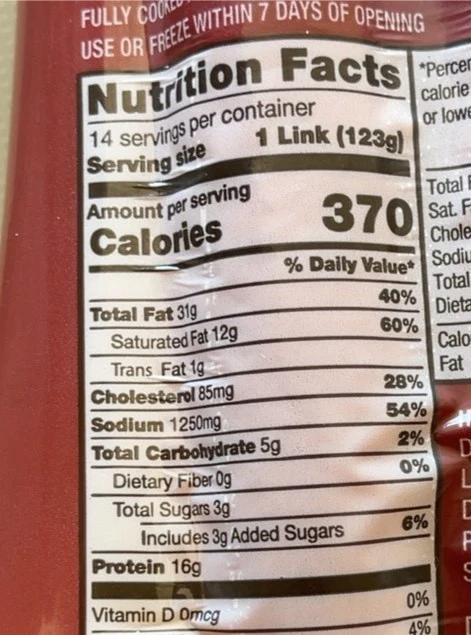 FULLY COOKED
USE OR FREEZE WITHIN 7 DAYS OF OPENING
Nutrition Facts
14 servings per container
Serving size 1 Link (123g)
Amount per serving
Calories 370
% Daily Value*
Total Fat 31g 40%
Saturated Fat 12g 60%
Trans Fat 1g
Cholesterol 85mg 28%
Sodium 1250mg 54%
Total Carbohydrate 5g 2%
Dietary Fiber 0g 0%
Total Sugars 3g
Includes 3g Added Sugars 6%
Protein 16g
Vitamin D 0mcg 0%
4%
*Percen
calorie
or lowe
Total F
Sat. F
Chole
Sodiu
Total
Dieta
Calo
Fat